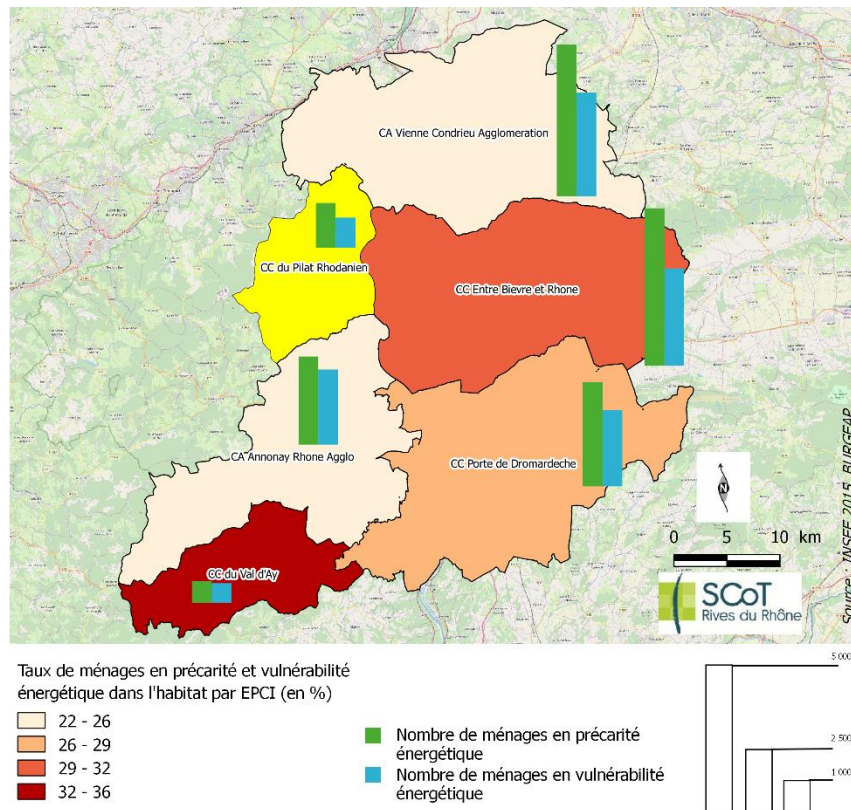 CA Vienne Condrieu Agglomeration
CC du Pilat Rhodanien
CC Entre Bievre et Rhone
CA Annonay Rhone Agglo
CC Porte de Dromardeche
CC du Val d'Ay
N
0 5 10 km
SCoT
Rives du Rhône
Source: INSEE 2015, BURGEAP
Taux de ménages en précarité et vulnérabilité
énergétique dans l'habitat par EPCI (en %)
22 - 26
26 - 29
29 - 32
32 - 36
Nombre de ménages en précarité
énergétique
Nombre de ménages en vulnérabilité
énergétique
5 000
2 500
1 000